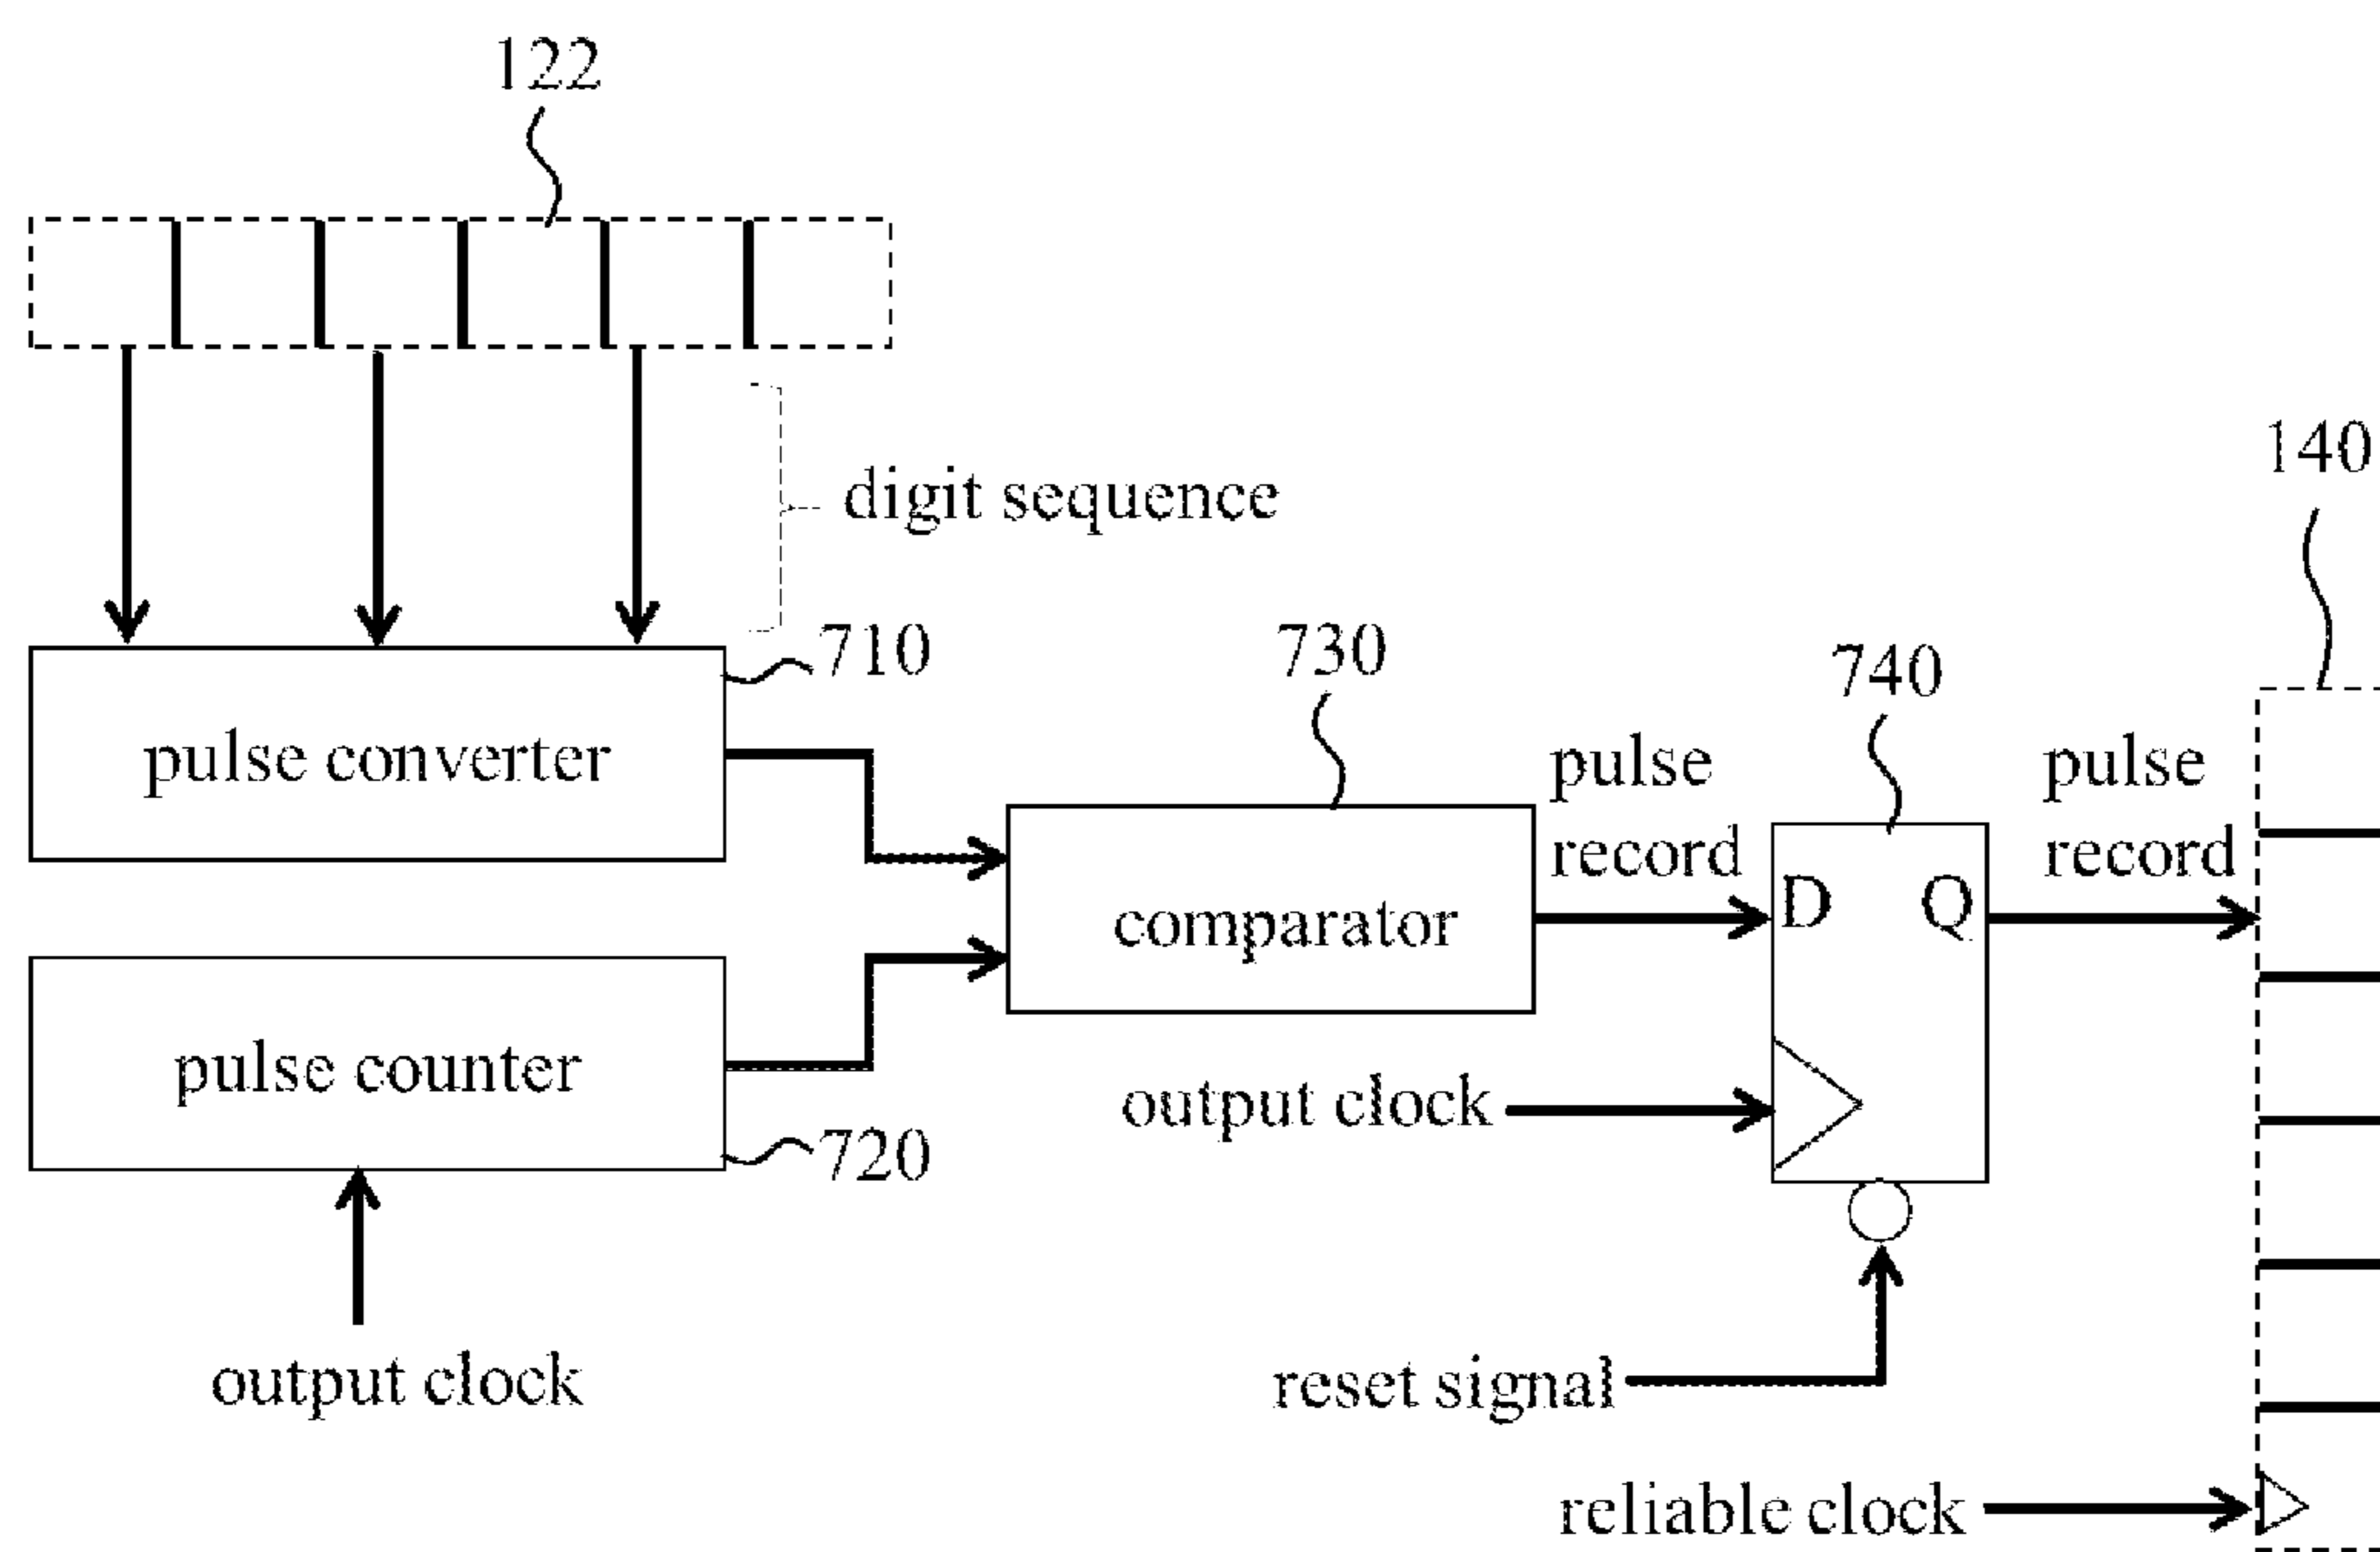 122
digit sequence
140
710
730
740
pulse converter
pulse
record
pulse
record
D
Q
comparator
pulse counter
720
output clock
output clock
reset signal
reliable clock